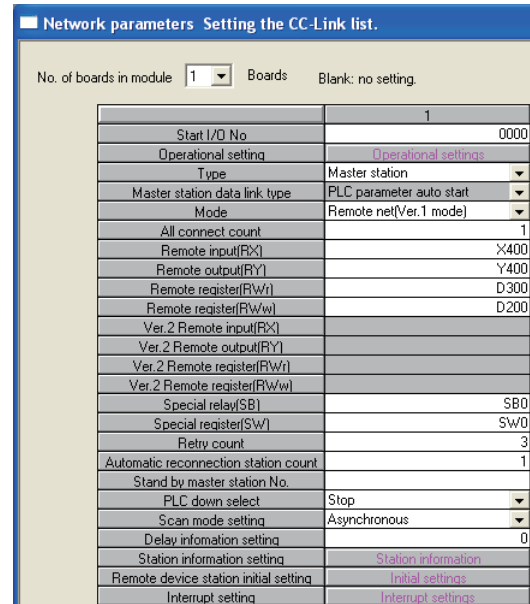 Network parameters Setting the CC-Link list.
No. of boards in module 1 Boards Blank: no setting.
1
Start I/O No 0000
Operational setting Operational settings
Type Master station
Master station data link type PLC parameter auto start
Mode Remote net(Ver.1 mode)
All connect count 1
Remote input(RX) X400
Remote output(RY) Y400
Remote register(RWr) D300
Remote register(RWw) D200
Ver.2 Remote input(RX)
Ver.2 Remote output(RY)
Ver.2 Remote register(RWr)
Ver.2 Remote register(RWw)
Special relay(SB) SB0
Special register(SW) SW0
Retry count 3
Automatic reconnection station count 1
Stand by master station No.
PLC down select Stop
Scan mode setting Asynchronous
Delay infomation setting 0
Station information setting Station information
Remote device station initial setting Initial settings
Interrupt setting Interrupt settings